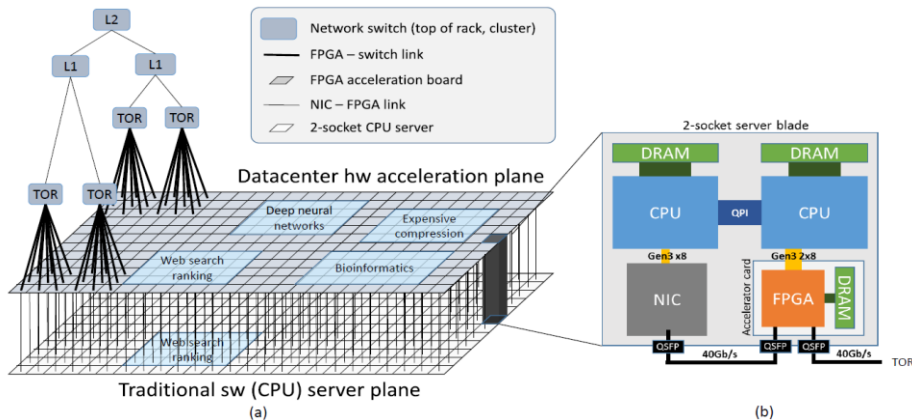 L2
L1
L1
TOR
TOR
TOR
TOR
Network switch (top of rack, cluster)
FPGA – switch link
FPGA acceleration board
NIC – FPGA link
2-socket CPU server
Datacenter hw acceleration plane
Deep neural
networks
Expensive
compression
Web search
ranking
Bioinformatics
Web search
ranking
Traditional sw (CPU) server plane
(a)
2-socket server blade
DRAM
DRAM
CPU
QPI
CPU
Gen3 x8
Gen3 2x8
NIC
Accelerator card
FPGA
DRAM
QSFP
QSFP
QSFP
40Gb/s
40Gb/s
TOR
(b)